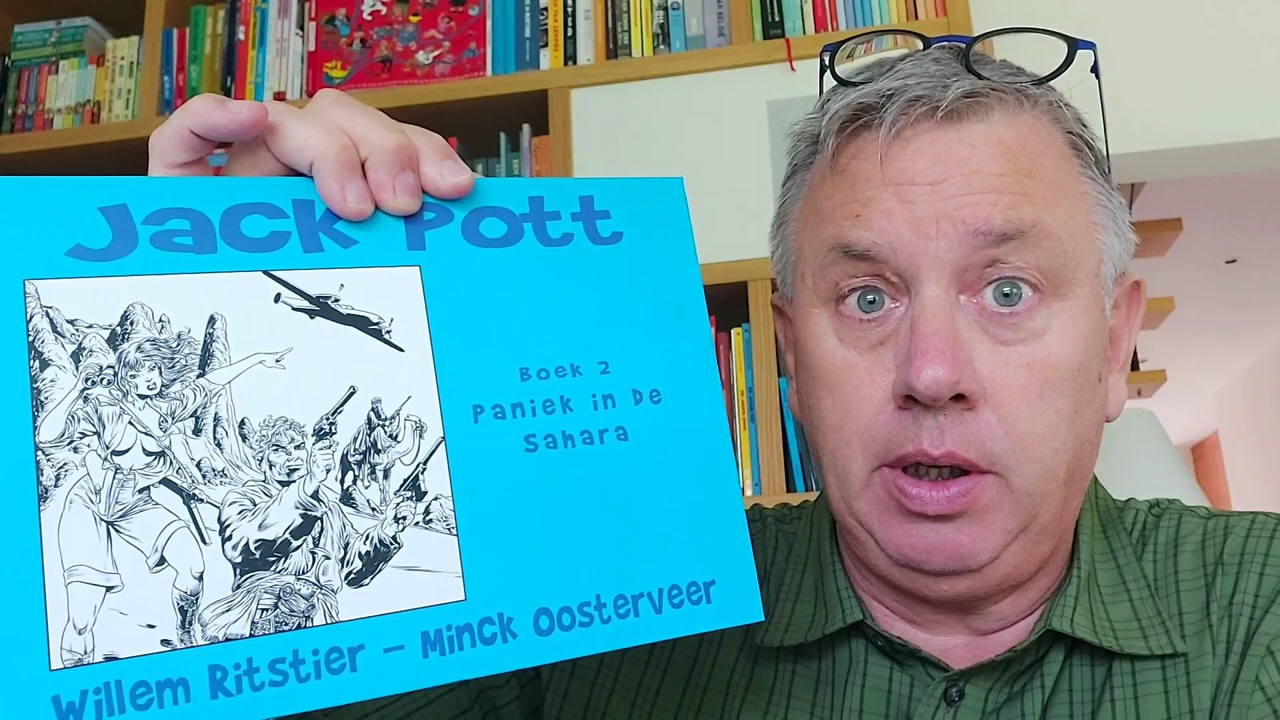 Jack Pott
Boek 2
Paniek in De
Sahara
Willem Ritstier – Minck Oosterveer